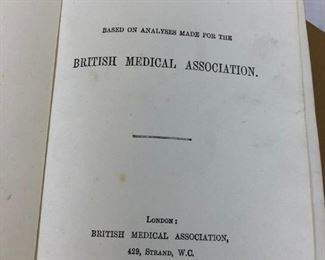 BASED ON ANALYSES MADE FOR THE
BRITISH MEDICAL ASSOCIATION.
LONDON:
BRITISH MEDICAL ASSOCIATION,
429, STRAND, W.C.